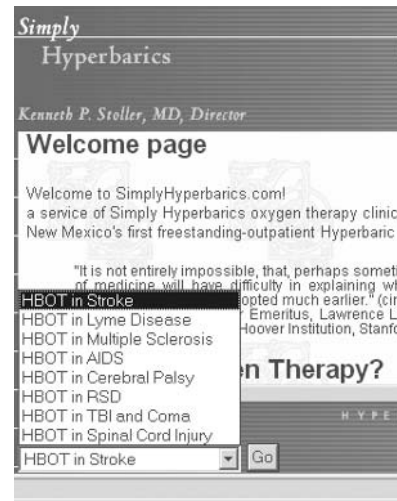 Simply
Hyperbarics
Kenneth P. Stoller, MD, Director
Welcome page
Welcome to SimplyHyperbarics.com!
a service of Simply Hyperbarics oxygen therapy clinic
New Mexico's first freestanding-outpatient Hyperbaric
"It is not entirely impossible, that, perhaps someti
of medicine will have difficulty in explaining wh
HBOT in Stroke
opted much earlier." (cir
HBOT in Lyme Disease
r Emeritus, Lawrence L
HBOT in Multiple Sclerosis
Hoover Institution, Stanfo
HBOT in AIDS
HBOT in Cerebral Palsy
n Therapy?
HBOT in RSD
HBOT in TBI and Coma
HYPE
HBOT in Spinal Cord Injury
HBOT in Stroke
Go